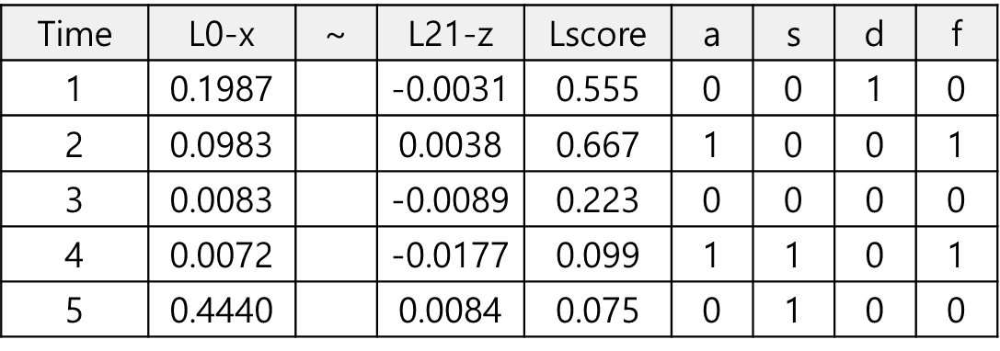 Time L0-x ~ L21-z Lscore a s d f
1 0.1987 -0.0031 0.555 0 0 1 0
2 0.0983 0.0038 0.667 1 0 0 1
3 0.0083 -0.0089 0.223 0 0 0 0
4 0.0072 -0.0177 0.099 1 1 0 1
5 0.4440 0.0084 0.075 0 1 0 0